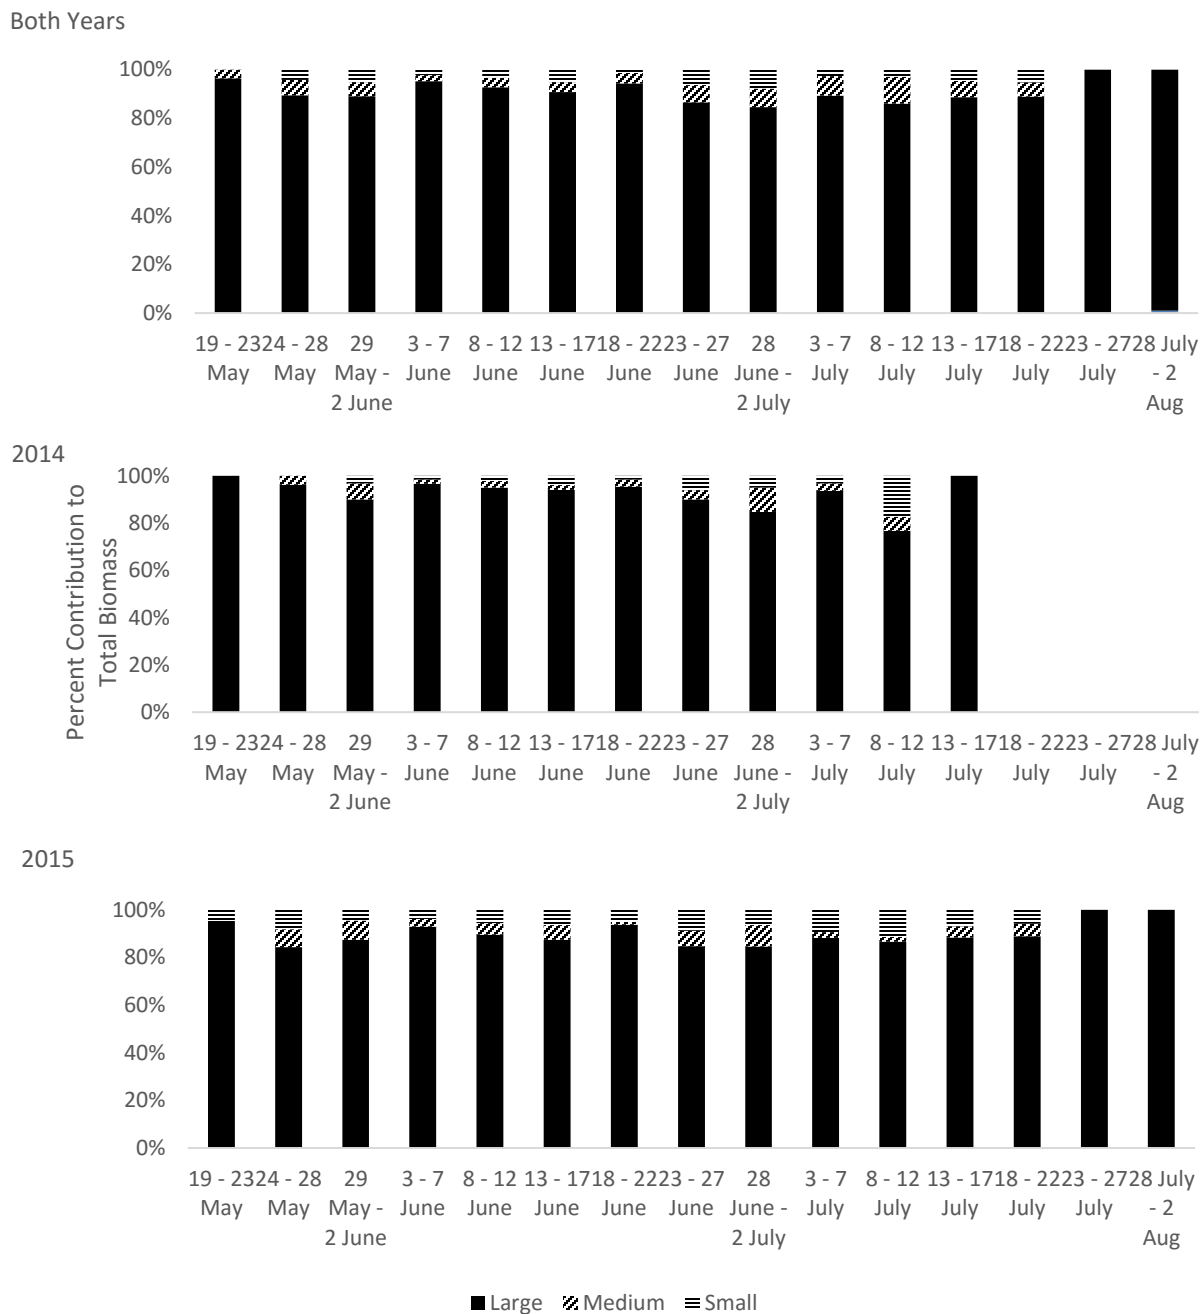 Both Years
100%
80%
60%
40%
20%
0%
19 - 23 24 - 28 29 3 - 7 8 - 12 13 - 17 18 - 22 23 - 27 28 3 - 7 8 - 12 13 - 17 18 - 22 23 - 27 28 July
May May May - June June June June June June - July July July July July - 2
2 June 2 July Aug
2014
Percent Contribution to
Total Biomass
100%
80%
60%
40%
20%
0%
19 - 23 24 - 28 29 3 - 7 8 - 12 13 - 17 18 - 22 23 - 27 28 3 - 7 8 - 12 13 - 17 18 - 22 23 - 27 28 July
May May May - June June June June June June - July July July July July - 2
2 June 2 July Aug
2015
100%
80%
60%
40%
20%
0%
19 - 23 24 - 28 29 3 - 7 8 - 12 13 - 17 18 - 22 23 - 27 28 3 - 7 8 - 12 13 - 17 18 - 22 23 - 27 28 July
May May May - June June June June June June - July July July July July - 2
2 June 2 July Aug
Large Medium Small